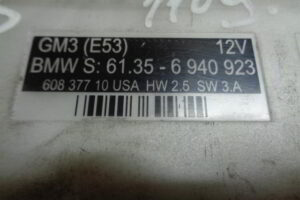 GM3 (E53) 12V
BMW S: 61.35 - 6 940 923
608 377 10 USA HW 2.5 SW 3.A